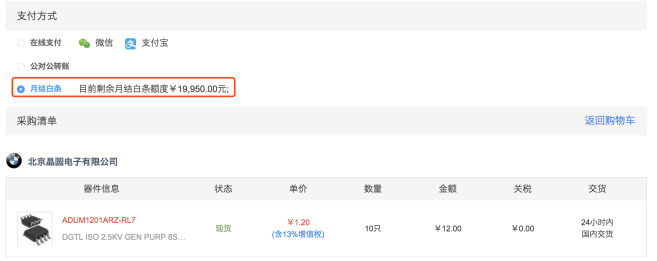 支付方式
在线支付 微信 支付宝
公对公转账
月结白条 目前剩余月结白条额度￥19,950.00元;
采购清单 返回购物车
北京晶圆电子有限公司
器件信息 状态 单价 数量 金额 关税 交货
ADUM1201ARZ-RL7
DGTL ISO 2.5KV GEN PURP 8S...
现货
￥1.20
(含13%增值税)
10只
￥12.00
￥0.00
24小时内
国内交货